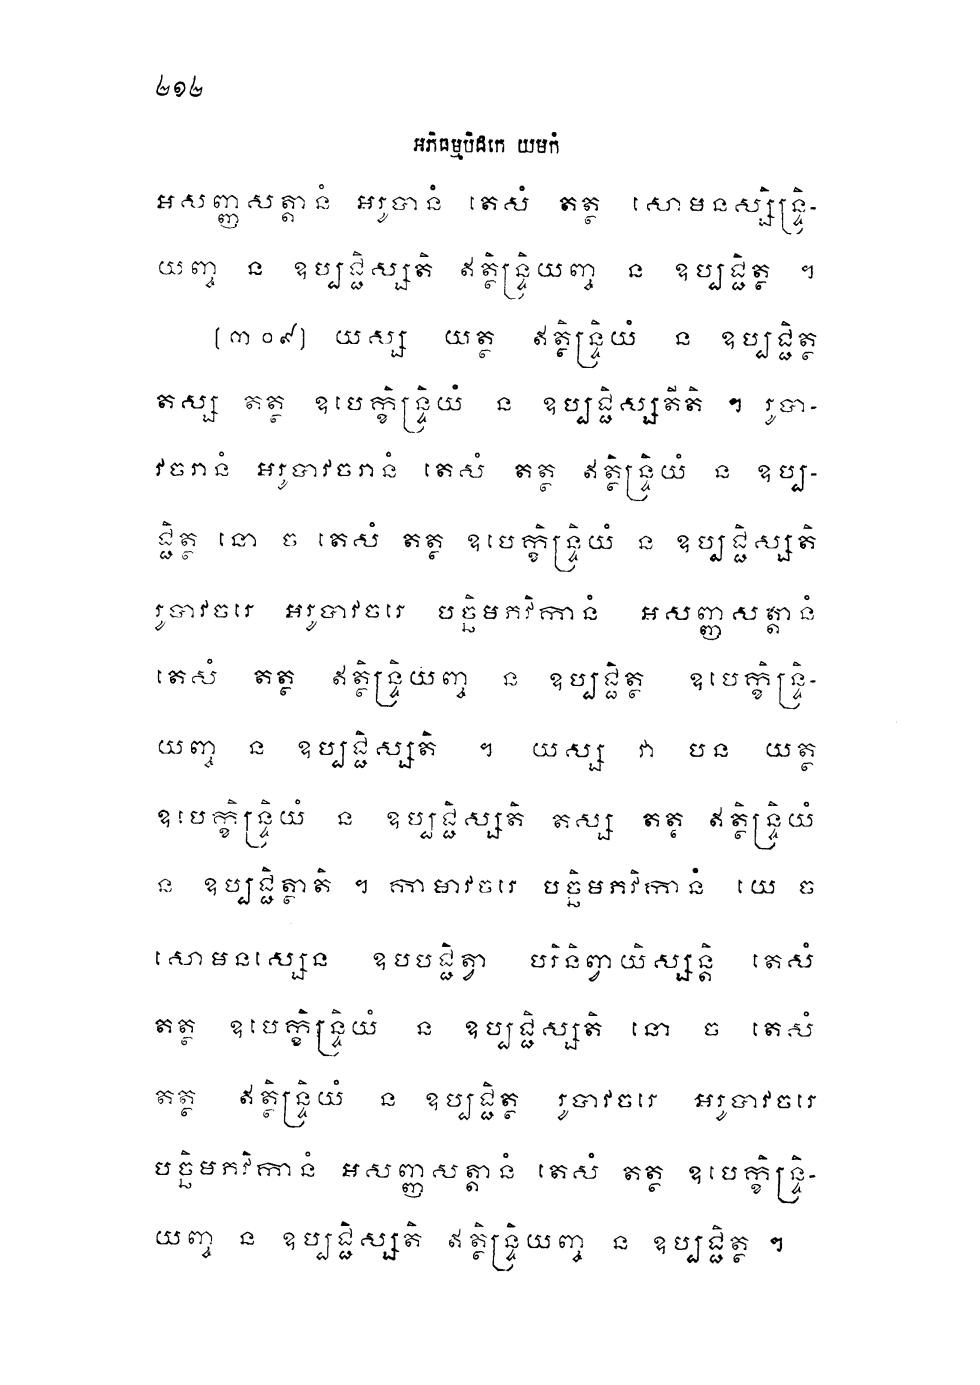 ២១២
អភិធម្មបិដកេ យមកំ
អសញ្ញសត្តានំ អរូបានំ តេសំ តត្ថ សោមនស្សិន្ទ្រិ-
យញ្ច ន ឧប្បជ្ជិស្សតិ ឥត្ថិន្ទ្រិយញ្ច ន ឧប្បជ្ជិត្ថ ។
[៣០៩] យស្ស យត្ថ ឥត្ថិន្ទ្រិយំ ន ឧប្បជ្ជិត្ថ
តស្ស តត្ថ ឧបេក្ខិន្ទ្រិយំ ន ឧប្បជ្ជិស្សតីតិ ។ រូបា-
វចរានំ អរូបាវចរានំ តេសំ តត្ថ ឥត្ថិន្ទ្រិយំ ន ឧប្ប-
ជ្ជិត្ថ នោ ច តេសំ តត្ថ ឧបេក្ខិន្ទ្រិយំ ន ឧប្បជ្ជិស្សតិ
រូបាវចរេ អរូបាវចរេ បច្ឆិមភវិកានំ អសញ្ញសត្តានំ
តេសំ តត្ថ ឥត្ថិន្ទ្រិយញ្ច ន ឧប្បជ្ជិត្ថ ឧបេក្ខិន្ទ្រិ-
យញ្ច ន ឧប្បជ្ជិស្សតិ ។ យស្ស វា បន យត្ថ
ឧបេក្ខិន្ទ្រិយំ ន ឧប្បជ្ជិស្សតិ តស្ស តត្ថ ឥត្ថិន្ទ្រិយំ
ន ឧប្បជ្ជិត្ថាតិ ។ កាមាវចរេ បច្ឆិមភវិកានំ យេ ច
សោមនស្សេន ឧបបជ្ជិត្វា បរិនិព្វាយិស្សន្តិ តេសំ
តត្ថ ឧបេក្ខិន្ទ្រិយំ ន ឧប្បជ្ជិស្សតិ នោ ច តេសំ
តត្ថ ឥត្ថិន្ទ្រិយំ ន ឧប្បជ្ជិត្ថ រូបាវចរេ អរូបាវចរេ
បច្ឆិមភវិកានំ អសញ្ញសត្តានំ តេសំ តត្ថ ឧបេក្ខិន្ទ្រិ-
យញ្ច ន ឧប្បជ្ជិស្សតិ ឥត្ថិន្ទ្រិយញ្ច ន ឧប្បជ្ជិត្ថ ។